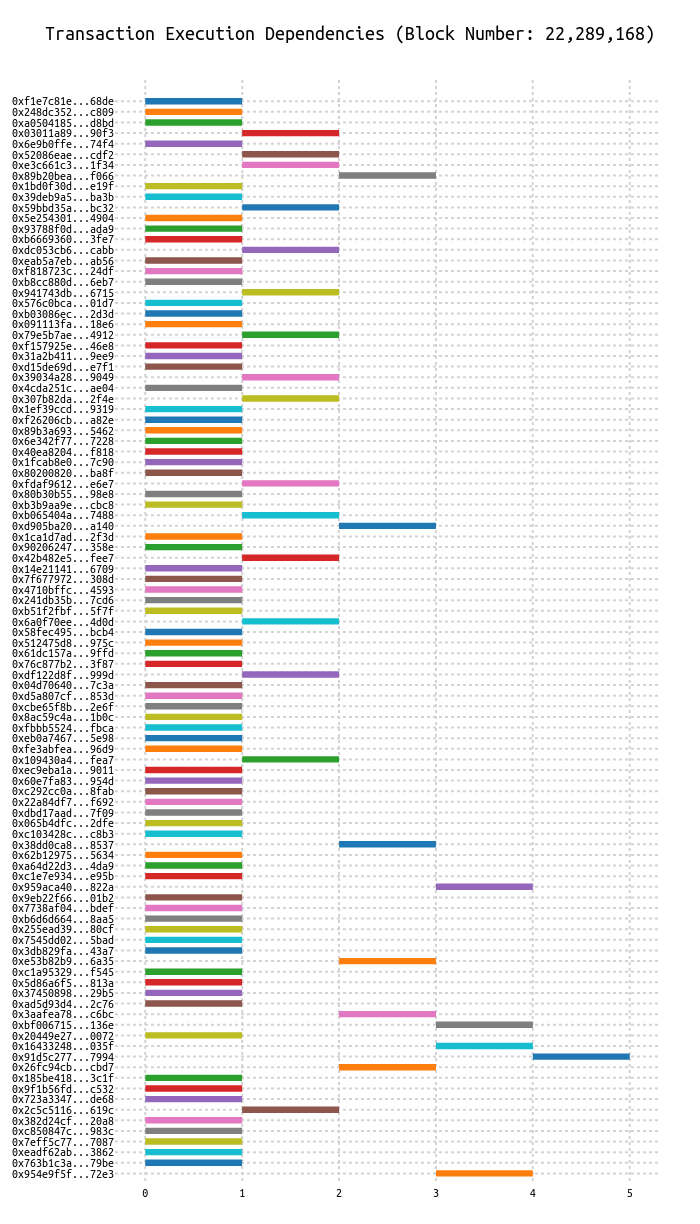 Transaction Execution Dependencies (Block Number: 22,289,168)
0xf1e7c81e...68de
0x248dc352...c809
0xa0504185...d8bd
0x03011a89...90f3
0x6e9b0ffe...74f4
0x52086eae...cdf2
0xe3c661c3...1f34
0x89b20bea...f066
0x1bd0f30d...e19f
0x39deb9a5...ba3b
0x59bbd35a...bc32
0x5e254301...4904
0x93788f0d...ada9
0xb6669360...3fe7
0xdc053cb6...cabb
0xeab5a7eb...ab56
0xf818723c...24df
0xb8cc880d...6eb7
0x941743db...6715
0x576c0bca...01d7
0xb03086ec...2d3d
0x091113fa...18e6
0x79e5b7ae...4912
0xf157925e...46e8
0x31a2b411...9ee9
0xd15de69d...e7f1
0x39034a28...9049
0x4cda251c...ae04
0x307b82da...2f4e
0x1ef39ccd...9319
0xf26206cb...a82e
0x89b3a693...5462
0x6e342f77...7228
0x40ea8204...f818
0x1fcab8e0...7c90
0x80200820...ba8f
0xfdaf9612...e6e7
0x80b30b55...98e8
0xb3b9aa9e...cbc8
0xb065404a...7488
0xd905ba20...a140
0x1ca1d7ad...2f3d
0x90206247...358e
0x42b482e5...fee7
0x14e21141...6709
0x7f677972...308d
0x4710bffc...4593
0x241db35b...7cd6
0xb51f2fbf...5f7f
0x6a0f70ee...4d0d
0x58fec495...bcb4
0x512475d8...975c
0x61dc157a...9ffd
0x76c877b2...3f87
0xdf122d8f...999d
0x04d70640...7c3a
0xd5a807cf...853d
0xcbe65f8b...2e6f
0x8ac59c4a...1b0c
0xfbbb5524...fbca
0xeb0a7467...5e98
0xfe3abfea...96d9
0x109430a4...fea7
0xec9eba1a...9011
0x60e7fa83...954d
0xc292cc0a...8fab
0x22a84df7...f692
0xdbd17aad...7f09
0x065b4dfc...2dfe
0xc103428c...c8b3
0x38dd0ca8...8537
0x62b12975...5634
0xa64d22d3...4da9
0xc1e7e934...e95b
0x959aca40...822a
0x9eb22f66...01b2
0x7738af04...bdef
0xb6d6d664...8aa5
0x255ead39...80cf
0x7545dd02...5bad
0x3db829fa...43a7
0xe53b82b9...6a35
0xc1a95329...f545
0x5d86a6f5...813a
0x37450898...29b5
0xad5d93d4...2c76
0x3aafea78...c6bc
0xbf006715...136e
0x20449e27...0072
0x16433248...035f
0x91d5c277...7994
0x26fc94cb...cbd7
0x185be418...3c1f
0x9f1b56fd...c532
0x723a3347...de68
0x2c5c5116...619c
0x382d24cf...20a8
0xc850847c...983c
0x7eff5c77...7087
0xeadf62ab...3862
0x763b1c3a...79be
0x954e9f5f...72e3
0 1 2 3 4 5